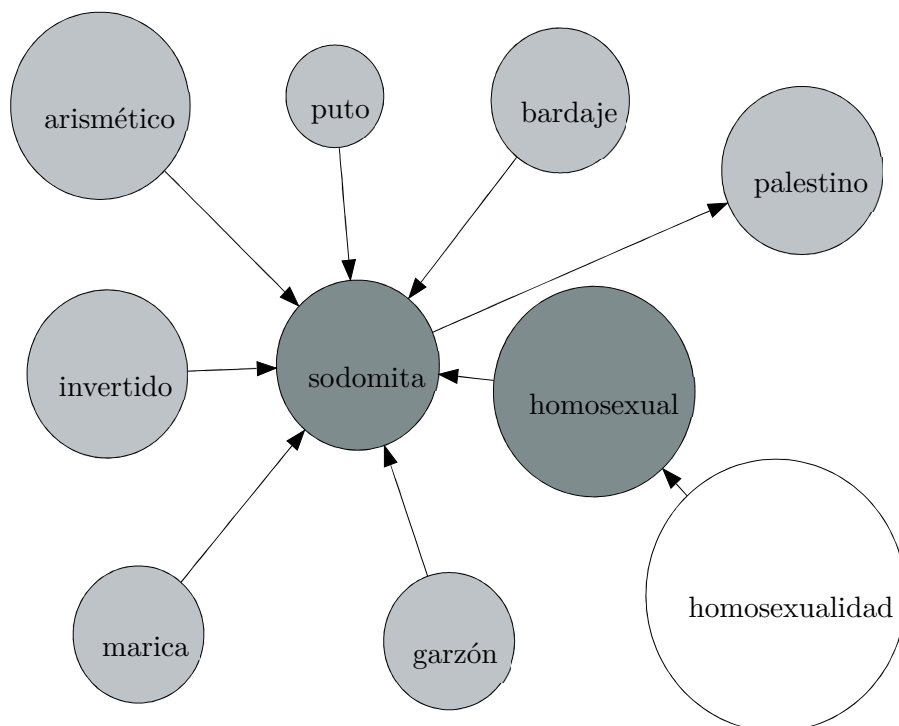 arismético
puto
bardaje
palestino
invertido
sodomita
homosexual
homosexualidad
marica
garzón